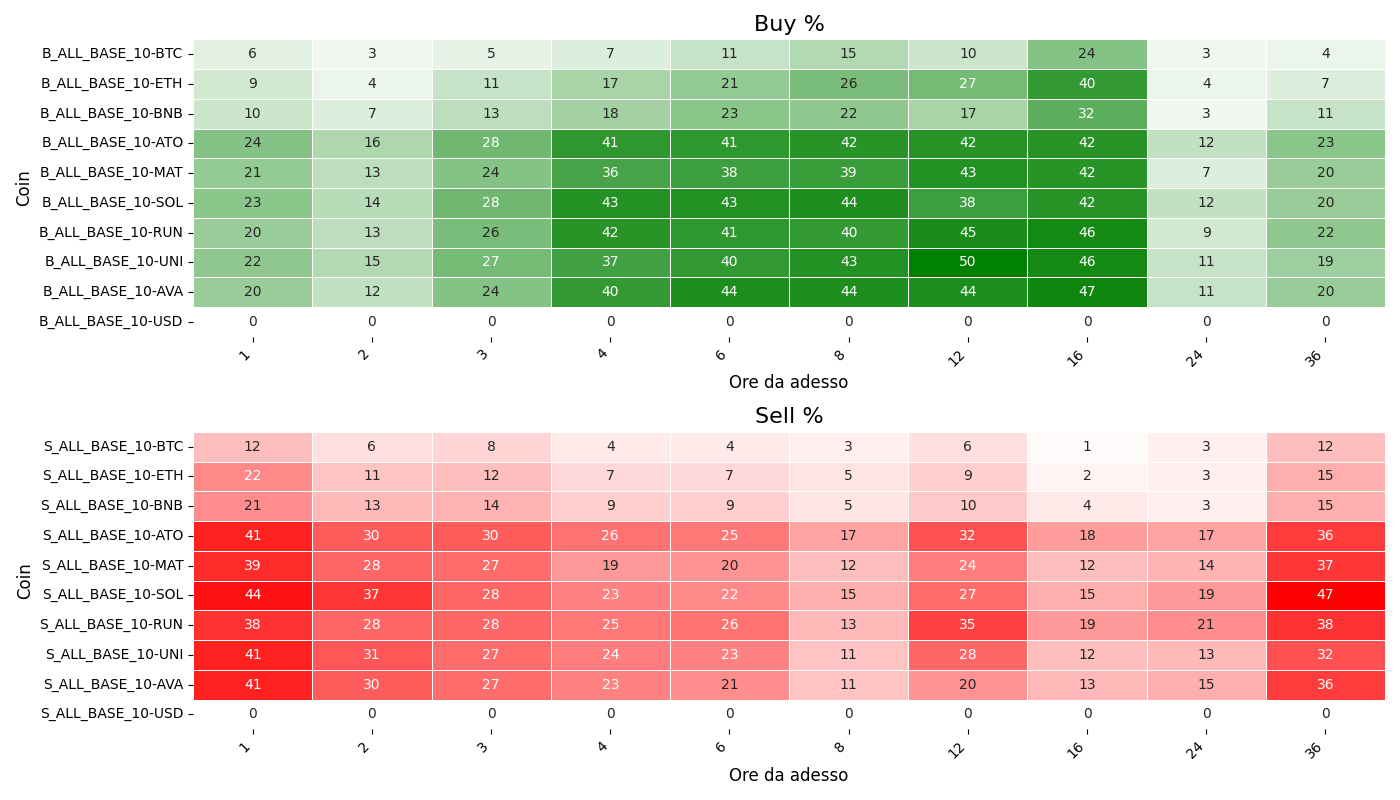 Buy %
Coin
B_ALL_BASE_10-BTC 6 3 5 7 11 15 10 24 3 4
B_ALL_BASE_10-ETH 9 4 11 17 21 26 27 40 4 7
B_ALL_BASE_10-BNB 10 7 13 18 23 22 17 32 3 11
B_ALL_BASE_10-ATO 24 16 28 41 41 42 42 42 12 23
B_ALL_BASE_10-MAT 21 13 24 36 38 39 43 42 7 20
B_ALL_BASE_10-SOL 23 14 28 43 43 44 38 42 12 20
B_ALL_BASE_10-RUN 20 13 26 42 41 40 45 46 9 22
B_ALL_BASE_10-UNI 22 15 27 37 40 43 50 46 11 19
B_ALL_BASE_10-AVA 20 12 24 40 44 44 44 47 11 20
B_ALL_BASE_10-USD 0 0 0 0 0 0 0 0 0 0
1 2 3 4 6 8 12 16 24 36
Ore da adesso
Sell %
Coin
S_ALL_BASE_10-BTC 12 6 8 4 4 3 6 1 3 12
S_ALL_BASE_10-ETH 22 11 12 7 7 5 9 2 3 15
S_ALL_BASE_10-BNB 21 13 14 9 9 5 10 4 3 15
S_ALL_BASE_10-ATO 41 30 30 26 25 17 32 18 17 36
S_ALL_BASE_10-MAT 39 28 27 19 20 12 24 12 14 37
S_ALL_BASE_10-SOL 44 37 28 23 22 15 27 15 19 47
S_ALL_BASE_10-RUN 38 28 28 25 26 13 35 19 21 38
S_ALL_BASE_10-UNI 41 31 27 24 23 11 28 12 13 32
S_ALL_BASE_10-AVA 41 30 27 23 21 11 20 13 15 36
S_ALL_BASE_10-USD 0 0 0 0 0 0 0 0 0 0
1 2 3 4 6 8 12 16 24 36
Ore da adesso